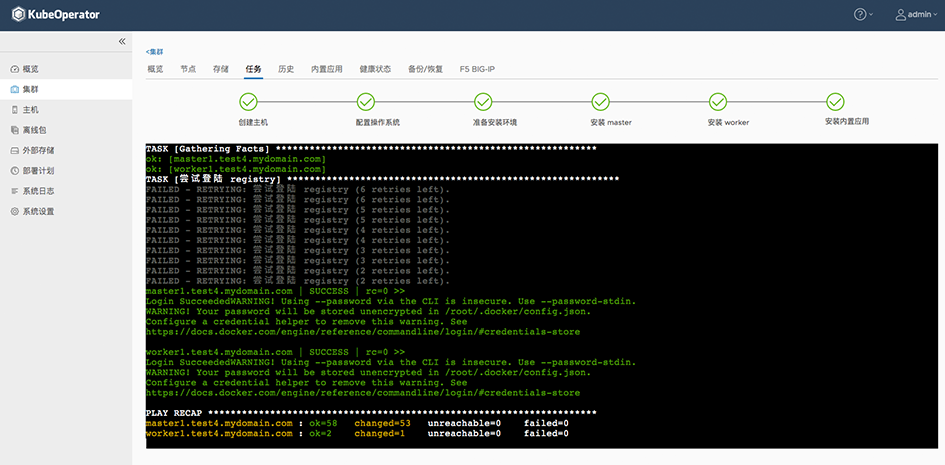 KubeOperator
admin
<集群
概览
集群
主机
离线包
外部存储
部署计划
系统日志
系统设置
概览 节点 存储 任务 历史 内置应用 健康状态 备份/恢复 F5 BIG-IP
创建主机 配置操作系统 准备安装环境 安装 master 安装 worker 安装内置应用
TASK [Gathering Facts] **********************************************************
ok: [master1.test4.mydomain.com]
ok: [worker1.test4.mydomain.com]
TASK [尝试登陆 registry] ************************************************************
FAILED - RETRYING: 尝试登陆 registry (6 retries left).
FAILED - RETRYING: 尝试登陆 registry (6 retries left).
FAILED - RETRYING: 尝试登陆 registry (5 retries left).
FAILED - RETRYING: 尝试登陆 registry (5 retries left).
FAILED - RETRYING: 尝试登陆 registry (4 retries left).
FAILED - RETRYING: 尝试登陆 registry (4 retries left).
FAILED - RETRYING: 尝试登陆 registry (3 retries left).
FAILED - RETRYING: 尝试登陆 registry (3 retries left).
FAILED - RETRYING: 尝试登陆 registry (2 retries left).
FAILED - RETRYING: 尝试登陆 registry (2 retries left).
master1.test4.mydomain.com | SUCCESS | rc=0 >>
Login SucceededWARNING! Using --password via the CLI is insecure. Use --password-stdin.
WARNING! Your password will be stored unencrypted in /root/.docker/config.json.
Configure a credential helper to remove this warning. See
https://docs.docker.com/engine/reference/commandline/login/#credentials-store
worker1.test4.mydomain.com | SUCCESS | rc=0 >>
Login SucceededWARNING! Using --password via the CLI is insecure. Use --password-stdin.
WARNING! Your password will be stored unencrypted in /root/.docker/config.json.
Configure a credential helper to remove this warning. See
https://docs.docker.com/engine/reference/commandline/login/#credentials-store
PLAY RECAP **********************************************************************
master1.test4.mydomain.com : ok=58 changed=53 unreachable=0 failed=0
worker1.test4.mydomain.com : ok=2 changed=1 unreachable=0 failed=0